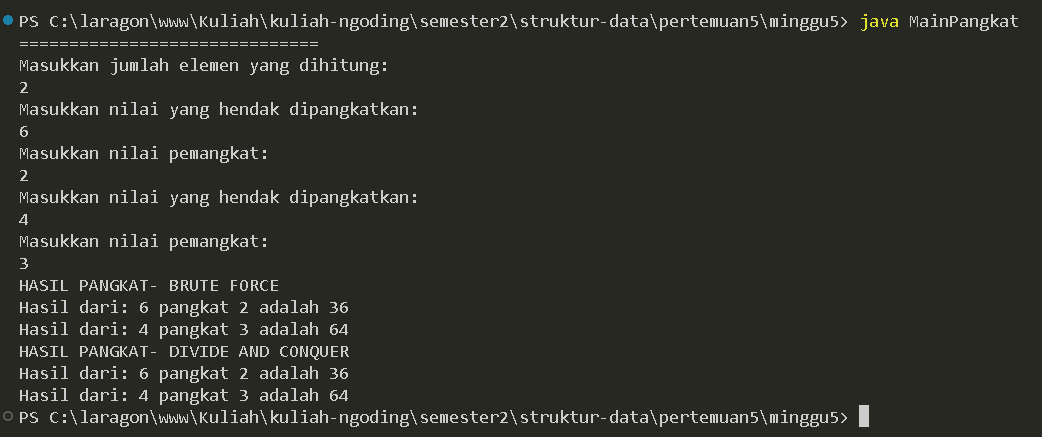 PS C:\laragon\www\Kuliah\kuliah-ngoding\semester2\struktur-data\pertemuan5\minggu5> java MainPangkat
==============================
Masukkan jumlah elemen yang dihitung:
2
Masukkan nilai yang hendak dipangkatkan:
6
Masukkan nilai pemangkat:
2
Masukkan nilai yang hendak dipangkatkan:
4
Masukkan nilai pemangkat:
3
HASIL PANGKAT- BRUTE FORCE
Hasil dari: 6 pangkat 2 adalah 36
Hasil dari: 4 pangkat 3 adalah 64
HASIL PANGKAT- DIVIDE AND CONQUER
Hasil dari: 6 pangkat 2 adalah 36
Hasil dari: 4 pangkat 3 adalah 64
PS C:\laragon\www\Kuliah\kuliah-ngoding\semester2\struktur-data\pertemuan5\minggu5>